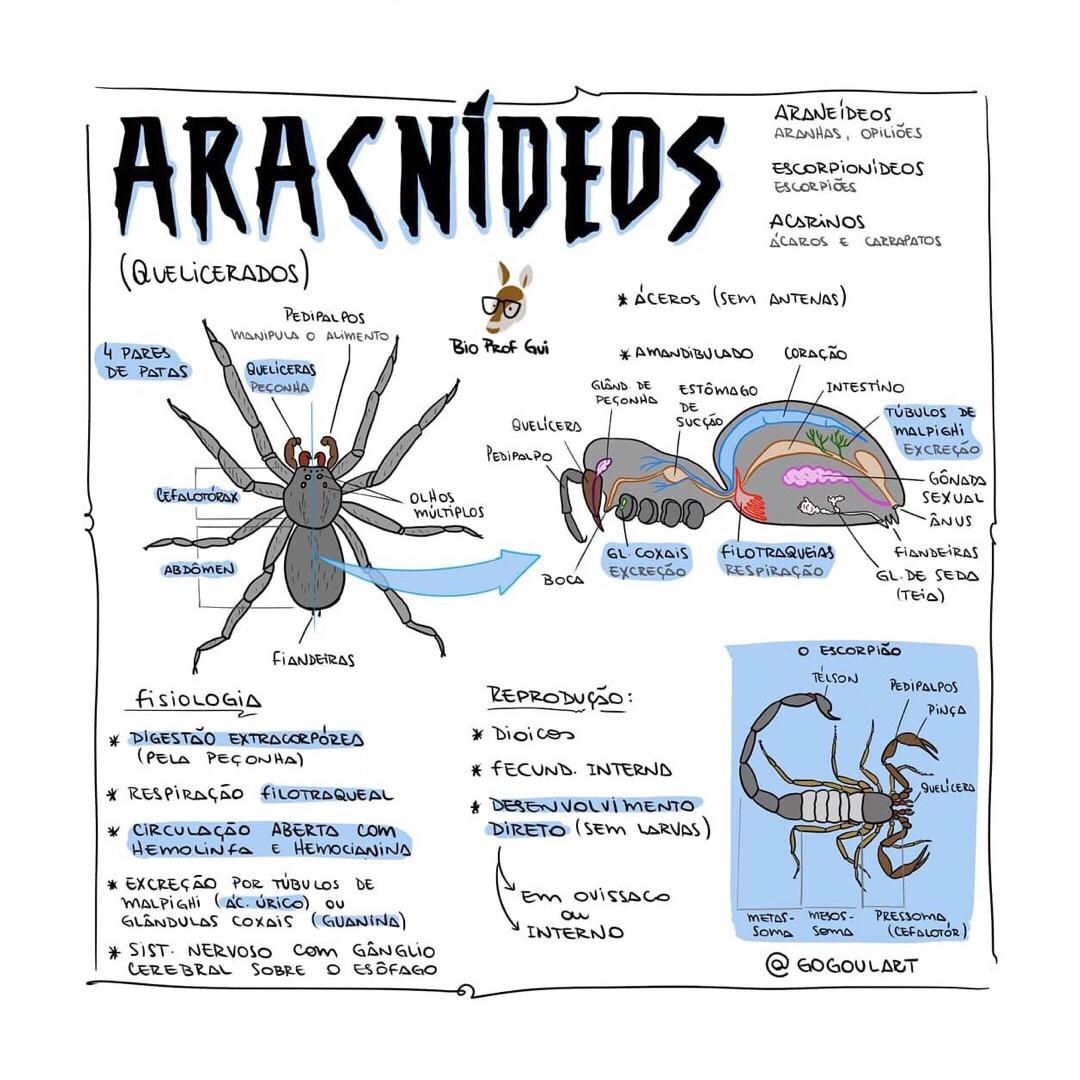 ARACNÍDEOS
(QUELICERADOS)
ARANEÍDEOS
ARANHAS, OPILIÕES
ESCORPIONÍDEOS
ESCORPIÕES
ACARINOS
ÁCAROS E CARRAPATOS
Bio Prof Gui
* ÁCEROS (SEM ANTENAS)
* AMANDIBULADO
4 PARES
DE PATAS
PEDIPALPOS
MANIPULA O ALIMENTO
QUELÍCERAS
PEÇONHA
CEFALOTÓRAX
OLHOS
MÚLTIPLOS
ABDÔMEN
FIANDEIRAS
CORAÇÃO
GLÂND. DE
PEÇONHA
ESTÔMAGO
DE
SUCÇÃO
INTESTINO
TÚBULOS DE
MALPIGHI
EXCREÇÃO
QUELÍCERA
PEDIPALPO
GÔNADA
SEXUAL
ÂNUS
BOCA
GL. COXAIS
EXCREÇÃO
FILOTRAQUEIAS
RESPIRAÇÃO
FIANDEIRAS
GL. DE SEDA
(TEIA)
FISIOLOGIA
* DIGESTÃO EXTRACORPÓREA
(PELA PEÇONHA)
* RESPIRAÇÃO FILOTRAQUEAL
* CIRCULAÇÃO ABERTA COM
HEMOLINFA E HEMOCIANINA
* EXCREÇÃO POR TÚBULOS DE
MALPIGHI (ÁC. ÚRICO) OU
GLÂNDULAS COXAIS (GUANINA)
* SIST. NERVOSO COM GÂNGLIO
CEREBRAL SOBRE O ESÔFAGO
REPRODUÇÃO:
* DIOICOS
* FECUND. INTERNA
* DESENVOLVIMENTO
DIRETO (SEM LARVAS)
EM OVISSACO
OU
INTERNO
O ESCORPIÃO
TÉLSON
PEDIPALPOS
PINÇA
QUELÍCERA
METAS-
SOMA
MESOS-
SOMA
PRESSOMA
(CEFALOTÓR)
@GOGOULART